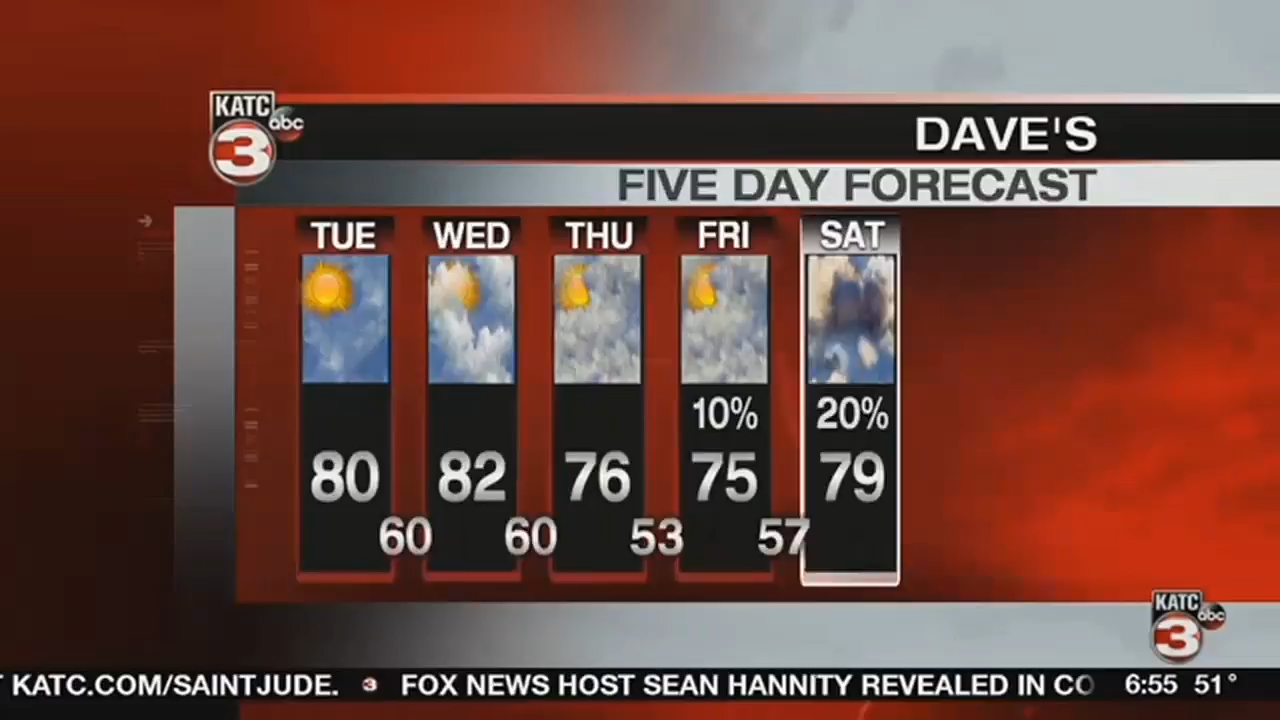 KATC
abc
3
DAVE'S
FIVE DAY FORECAST
TUE WED THU FRI SAT
10% 20%
80 82 76 75 79
60 60 53 57
KATC
abc
3
KATC.COM/SAINTJUDE. 3 FOX NEWS HOST SEAN HANNITY REVEALED IN 6:55 51°